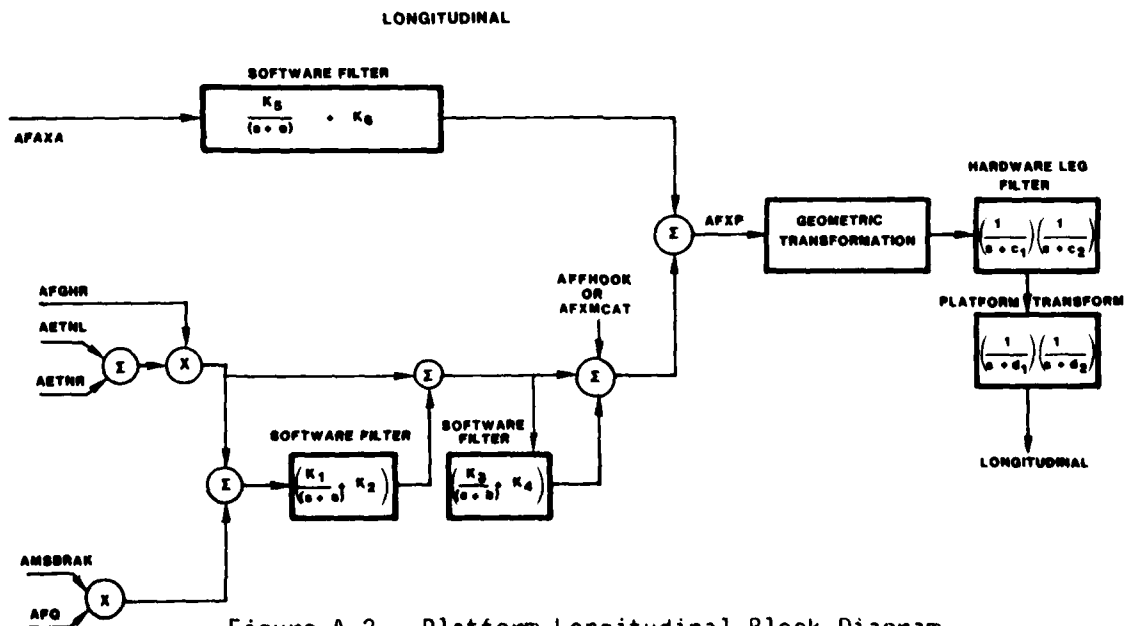 LONGITUDINAL
SOFTWARE FILTER
K5
(s + a) + K6
AFAXA
HARDWARE LEG
FILTER
Σ
AFXP
GEOMETRIC
TRANSFORMATION
(1 / s + c1) (1 / s + c2)
AFFHOOK
OR
AFXMCAT
PLATFORM TRANSFORM
(1 / s + d1) (1 / s + d2)
LONGITUDINAL
AFGHR
AETNL
AETNR
Σ
X
Σ
Σ
SOFTWARE FILTER
(K1 / (s + a) + K2)
SOFTWARE
FILTER
(K3 / (s + b) + K4)
Σ
AMSBRAK
AFQ
X
Figure A-2. Platform Longitudinal Block Diagram